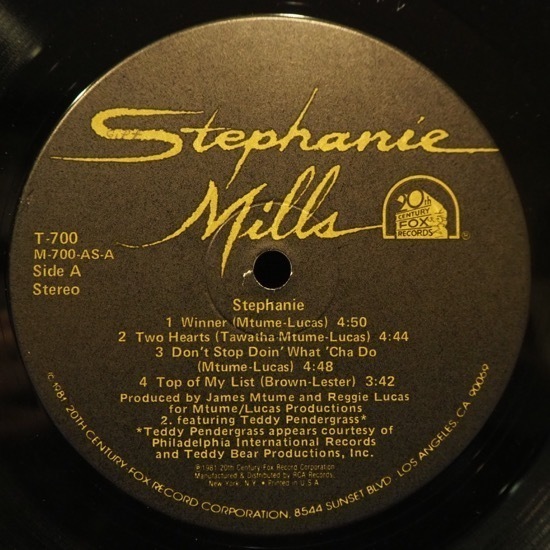 Stephanie
Mills
20th
CENTURY
FOX
RECORDS
®
T-700
M-700-AS-A
Side A
Stereo
Stephanie
1 Winner (Mtume-Lucas) 4:50
2 Two Hearts (Tawatha Mtume-Lucas) 4:44
3 Don't Stop Doin' What 'Cha Do
(Mtume-Lucas) 4:48
4 Top of My List (Brown-Lester) 3:42
Produced by James Mtume and Reggie Lucas
for Mtume/Lucas Productions
2. featuring Teddy Pendergrass*
*Teddy Pendergrass appears courtesy of
Philadelphia International Records
and Teddy Bear Productions, Inc.
℗ 1981 20th Century Fox Record Corporation
Manufactured & Distributed by RCA Records,
New York, N.Y. • Printed in U.S.A
© 1981 20TH CENTURY FOX RECORD CORPORATION, 8544 SUNSET BLVD. LOS ANGELES, CA. 90069